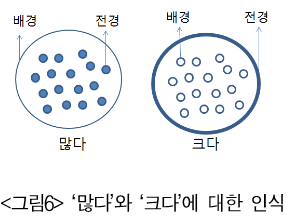 배경 전경 배경 전경
많다 크다
<그림6> ‘많다’와 ‘크다’에 대한 인식